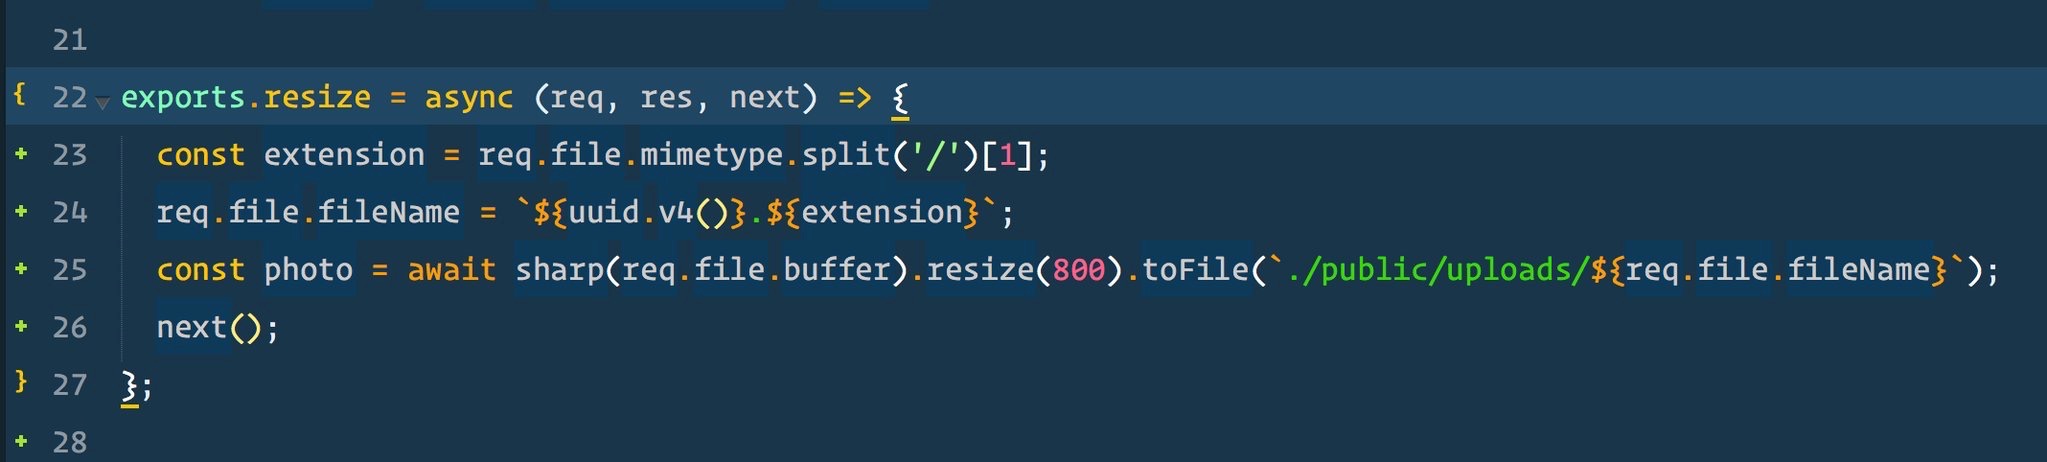 21
{ 22 exports.resize = async (req, res, next) => {
+ 23 const extension = req.file.mimetype.split('/')[1];
+ 24 req.file.fileName = `${uuid.v4()}.${extension}`;
+ 25 const photo = await sharp(req.file.buffer).resize(800).toFile(`./public/uploads/${req.file.fileName}`);
+ 26 next();
} 27 };
+ 28